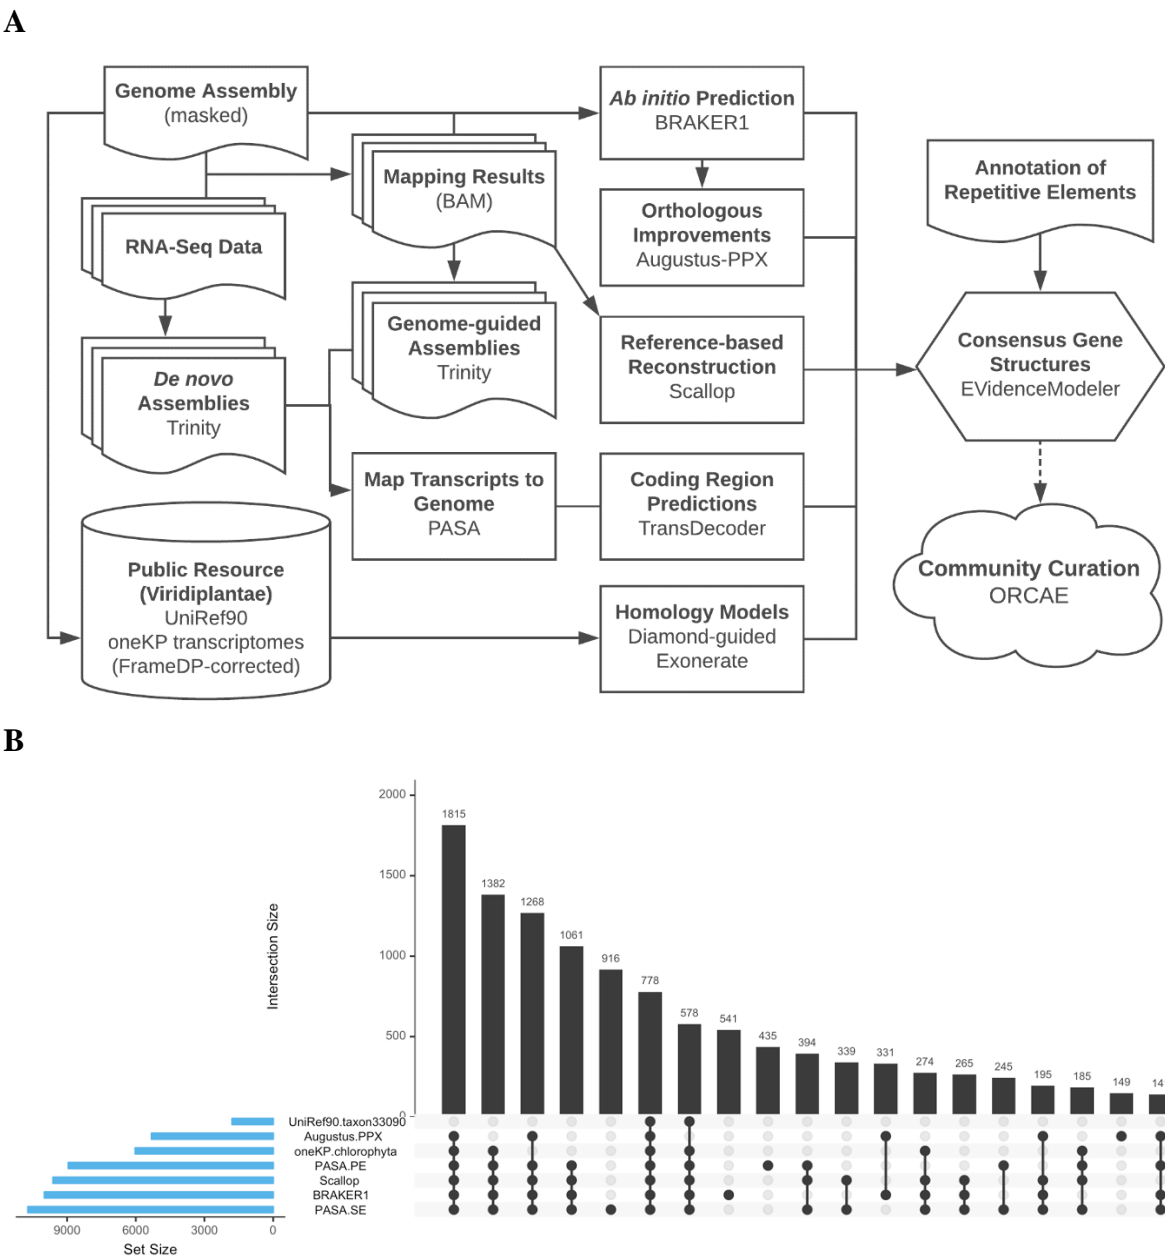 A
Genome Assembly
(masked)
Ab initio Prediction
BRAKER1
Mapping Results
(BAM)
Annotation of
Repetitive Elements
RNA-Seq Data
Orthologous
Improvements
Augustus-PPX
Genome-guided
Assemblies
Trinity
Reference-based
Reconstruction
Scallop
Consensus Gene
Structures
EVidenceModeler
De novo
Assemblies
Trinity
Map Transcripts to
Genome
PASA
Coding Region
Predictions
TransDecoder
Public Resource
(Viridiplantae)
UniRef90
oneKP transcriptomes
(FrameDP-corrected)
Homology Models
Diamond-guided
Exonerate
Community Curation
ORCAE
B
Intersection Size
2000
1500
1000
500
0
1815
1382
1268
1061
916
778
578
541
435
394
339
331
274
265
245
195
185
149
14
UniRef90.taxon33090
Augustus.PPX
oneKP.chlorophyta
PASA.PE
Scallop
BRAKER1
PASA.SE
9000 6000 3000 0
Set Size